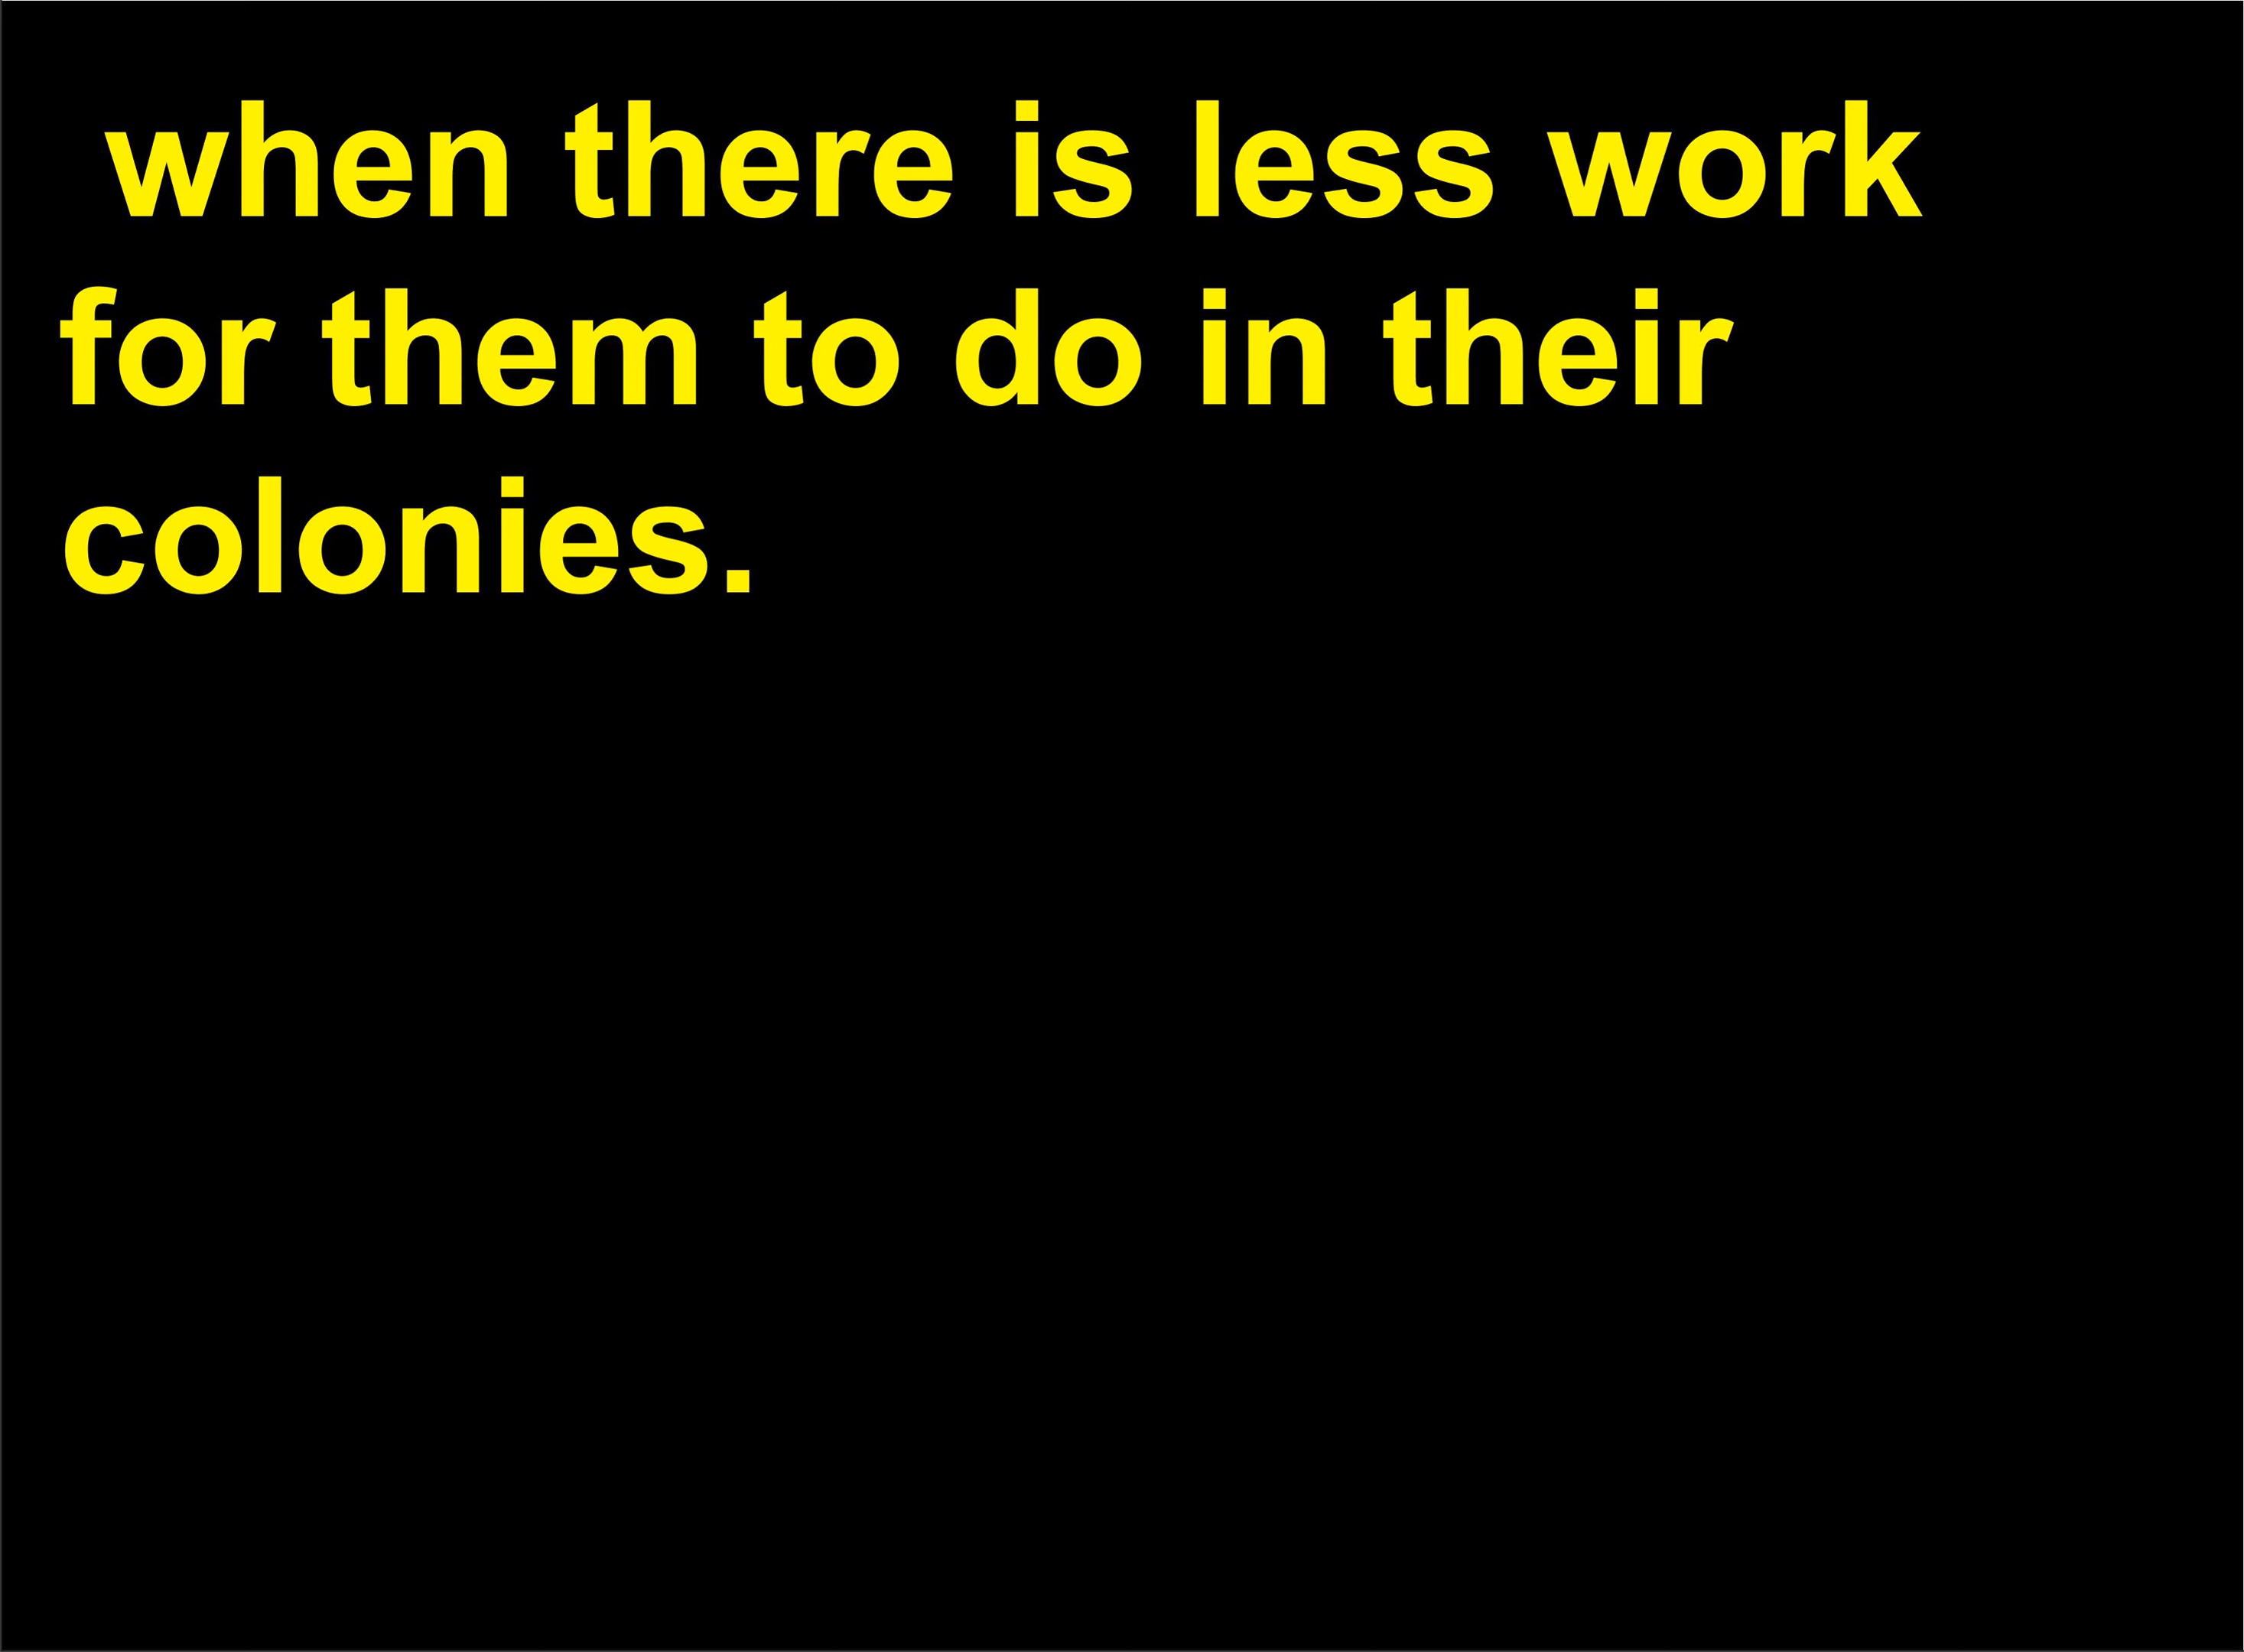 when there is less work
for them to do in their
colonies.